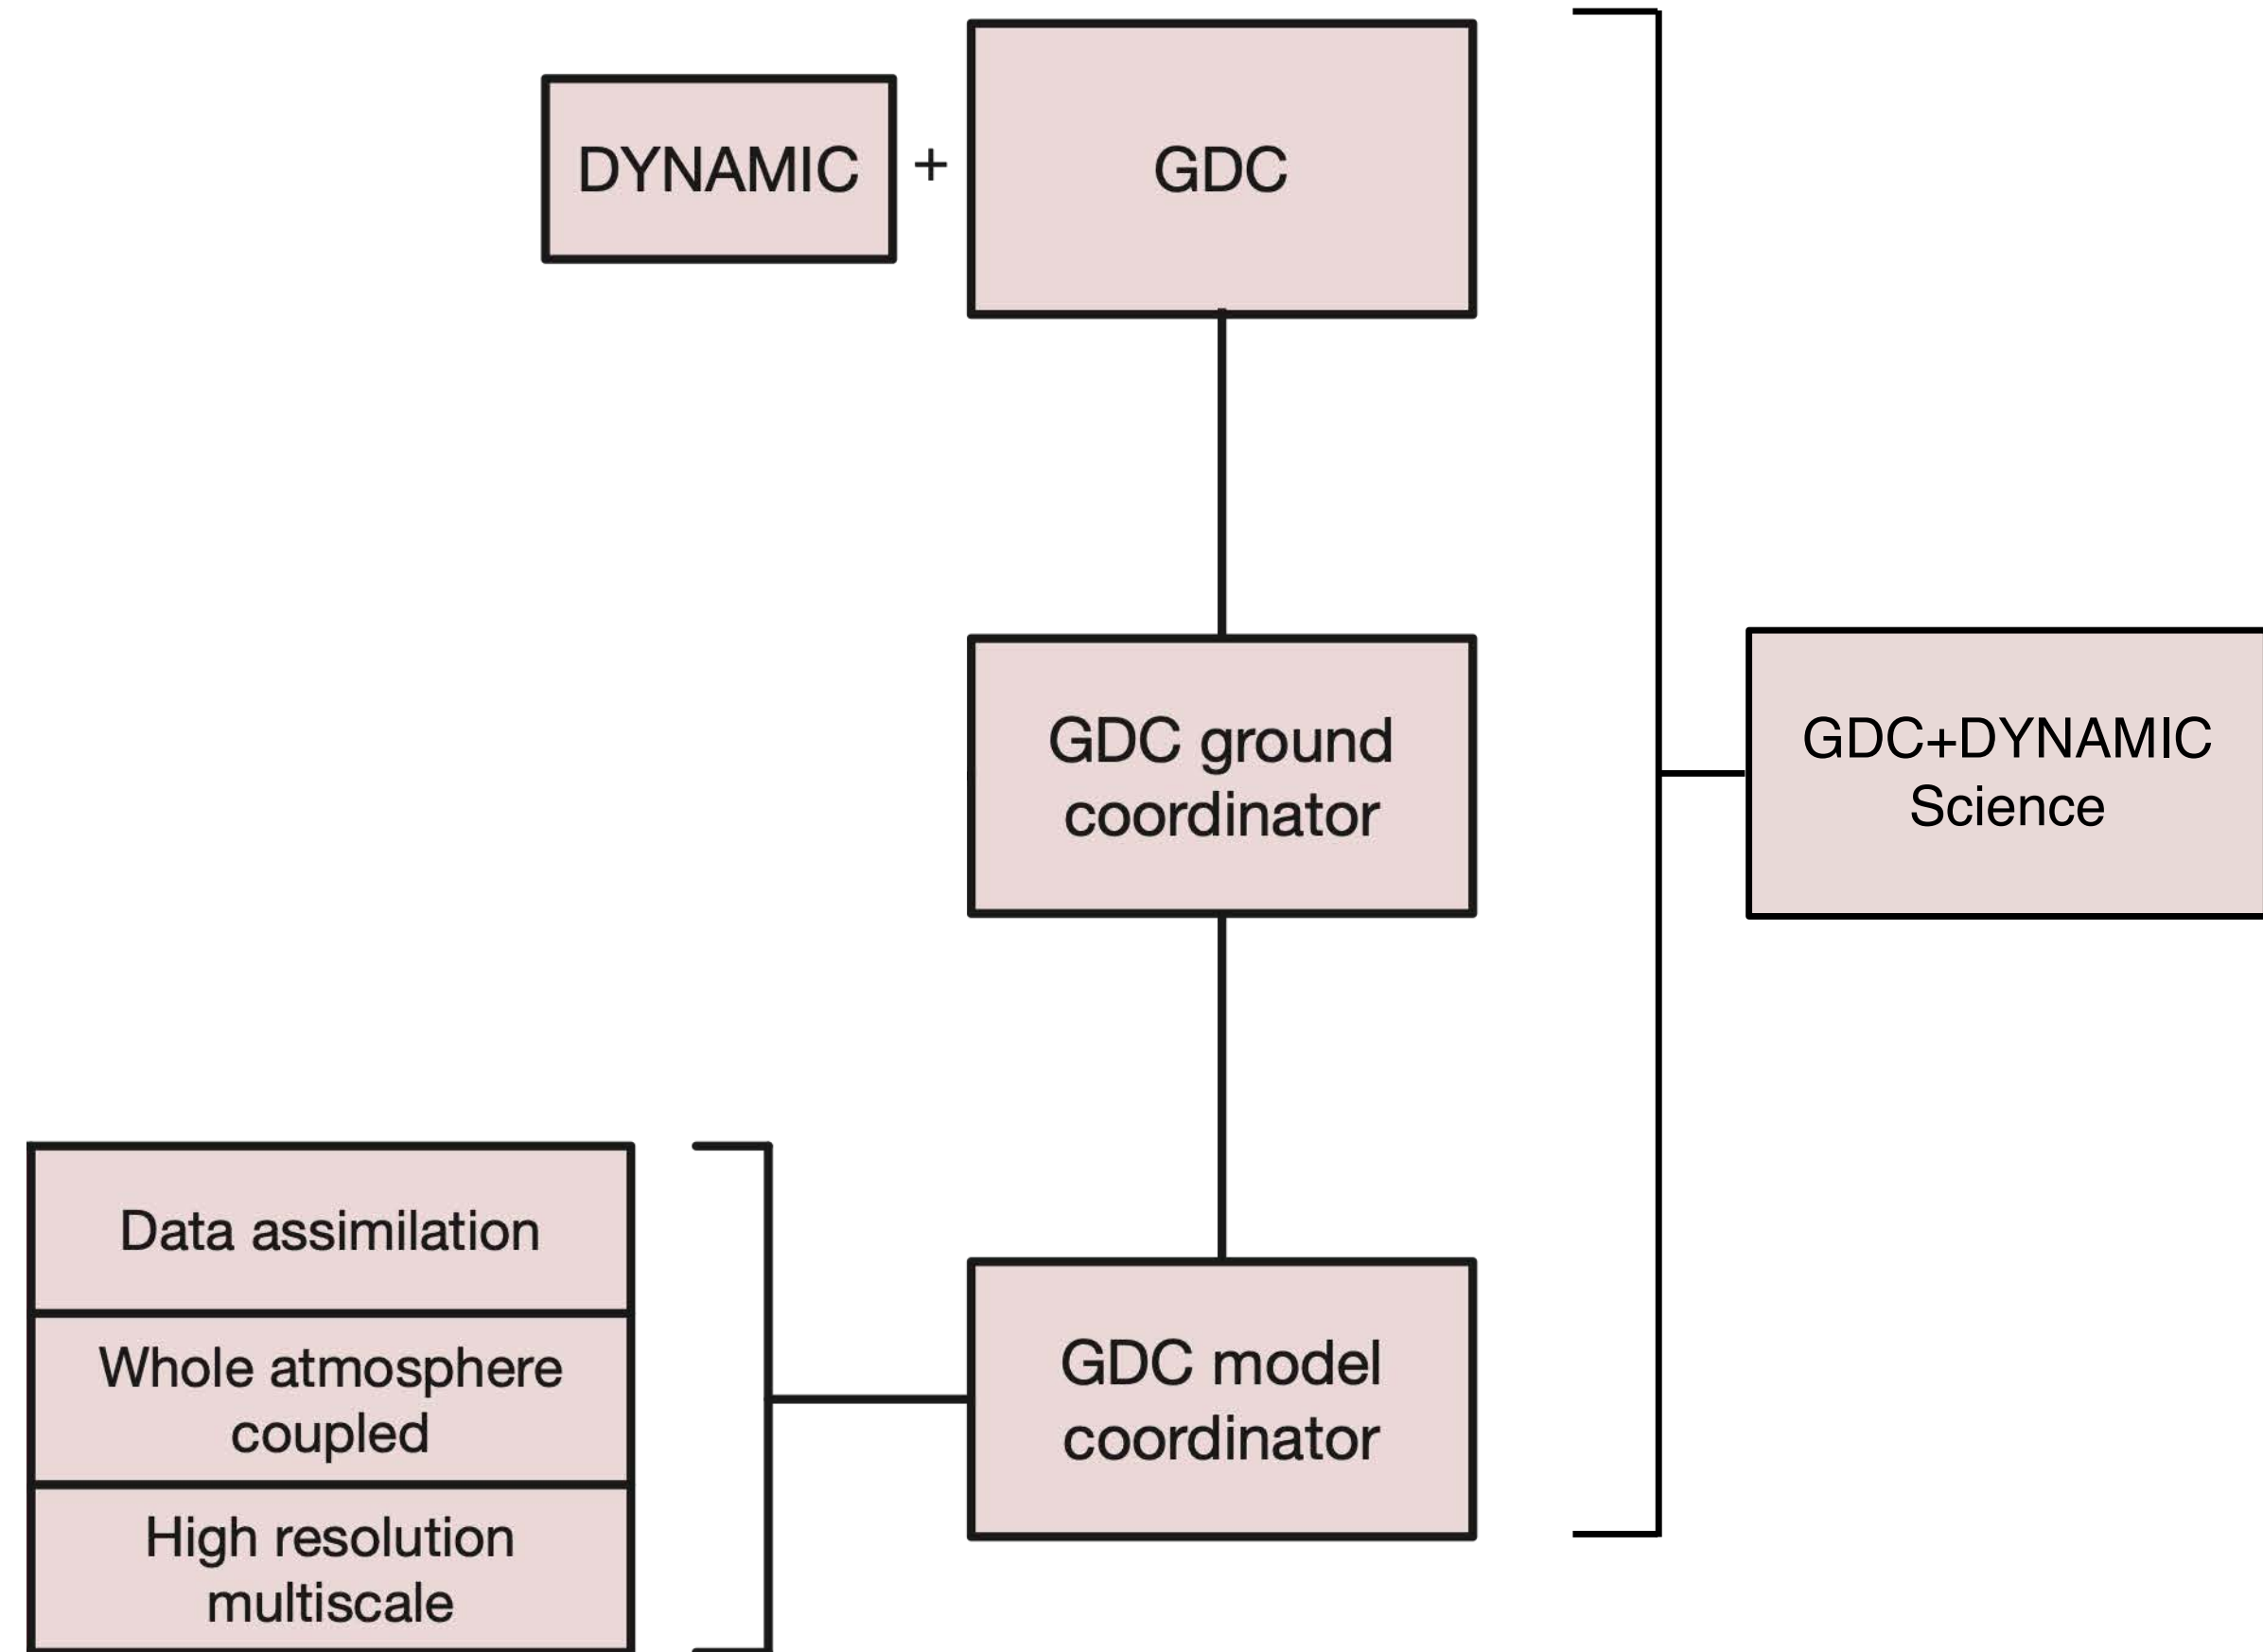 DYNAMIC + GDC
GDC ground
coordinator
GDC+DYNAMIC
Science
Data assimilation
Whole atmosphere
coupled
High resolution
multiscale
GDC model
coordinator